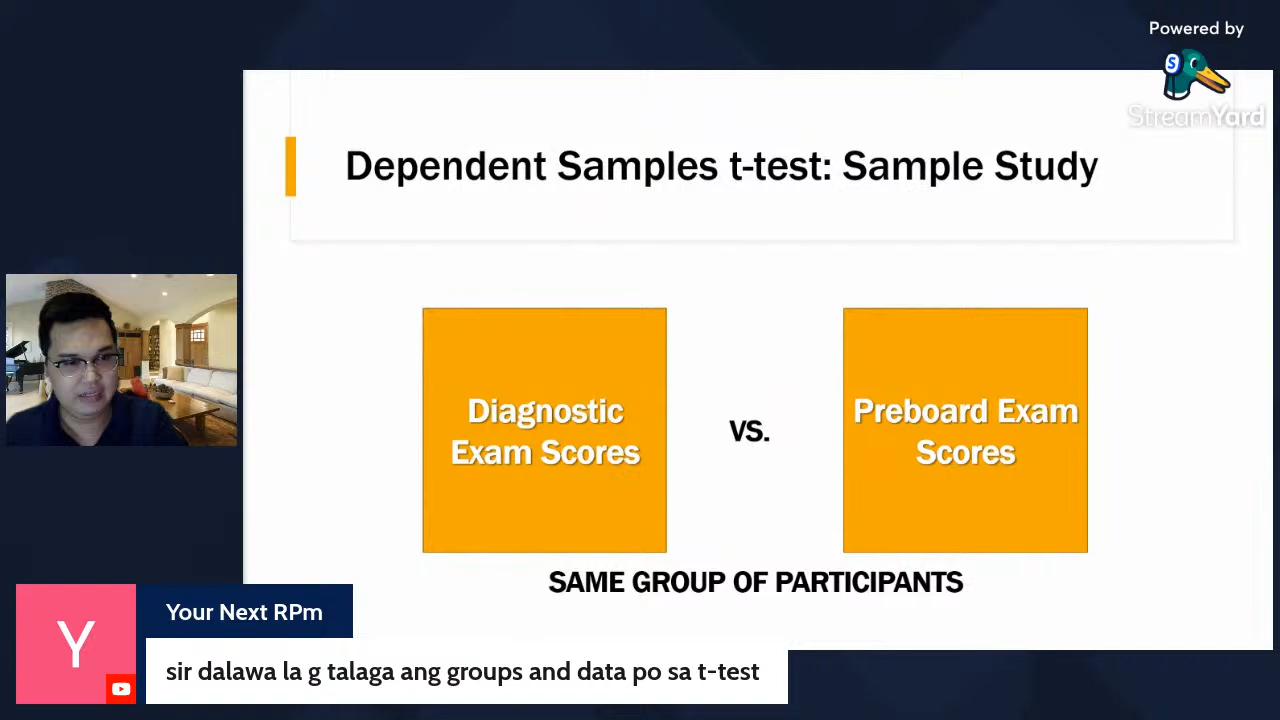 Powered by
StreamYard
Dependent Samples t-test: Sample Study
Diagnostic
Exam Scores
VS.
Preboard Exam
Scores
SAME GROUP OF PARTICIPANTS
Y
Your Next RPm
sir dalawa la g talaga ang groups and data po sa t-test